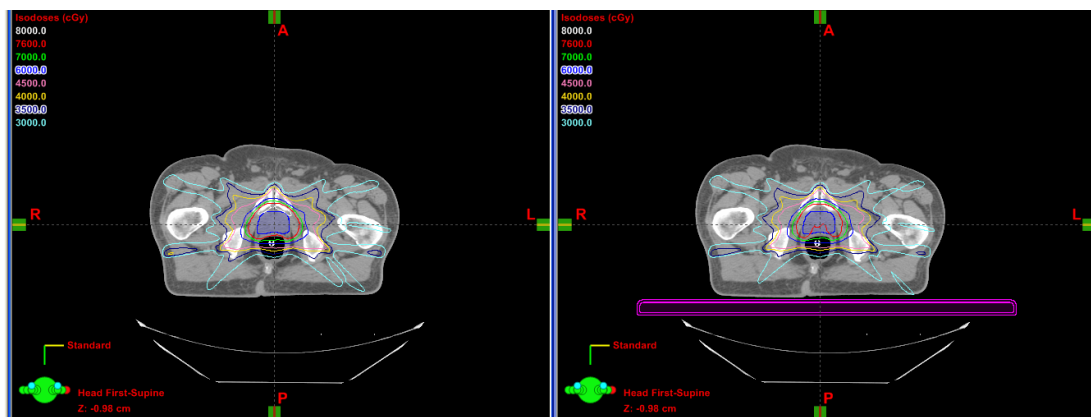 Isodoses (cGy)
8000.0
7600.0
7000.0
6000.0
4500.0
4000.0
3500.0
3000.0
A
R
L
Standard
Head First-Supine
Z: -0.96 cm
P
Isodoses (cGy)
8000.0
7600.0
7000.0
6000.0
4500.0
4000.0
3500.0
3000.0
A
R
L
Standard
Head First-Supine
Z: -0.96 cm
P